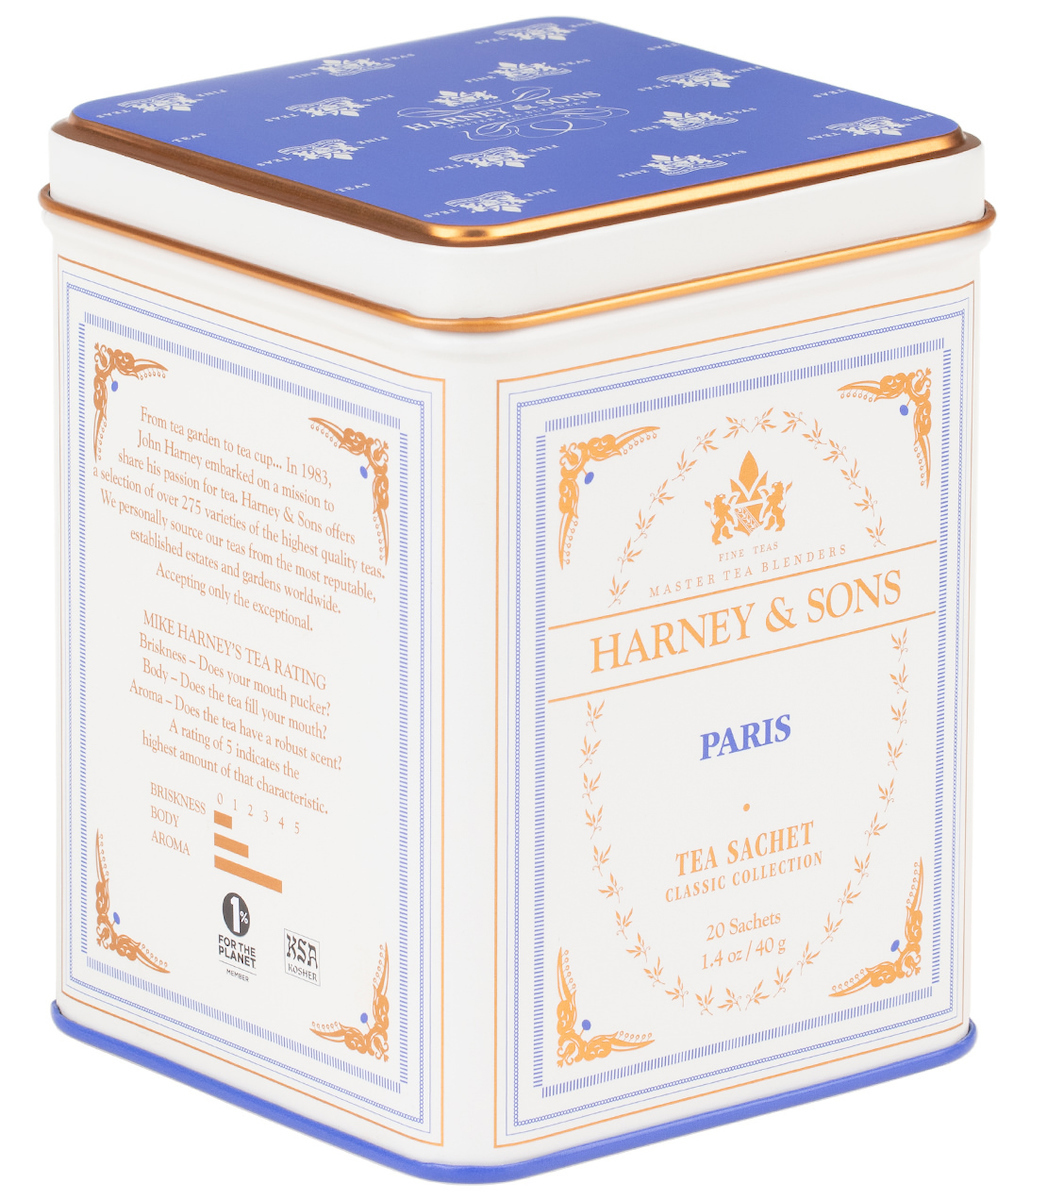 HARNEY & SONS
FINE TEAS
From tea garden to tea cup... In 1983,
John Harney embarked on a mission to
share his passion for tea. Harney & Sons offers
a selection of over 275 varieties of the highest quality teas.
We personally source our teas from the most reputable,
established estates and gardens worldwide.
Accepting only the exceptional.
MIKE HARNEY'S TEA RATING
Briskness – Does your mouth pucker?
Body – Does the tea fill your mouth?
Aroma – Does the tea have a robust scent?
A rating of 5 indicates the
highest amount of that characteristic.
0 1 2 3 4 5
BRISKNESS
BODY
AROMA
1%
FOR THE
PLANET
MEMBER
KSA
KOSHER
FINE TEAS
MASTER TEA BLENDERS
HARNEY & SONS
PARIS
TEA SACHET
CLASSIC COLLECTION
20 Sachets
1.4 oz / 40 g